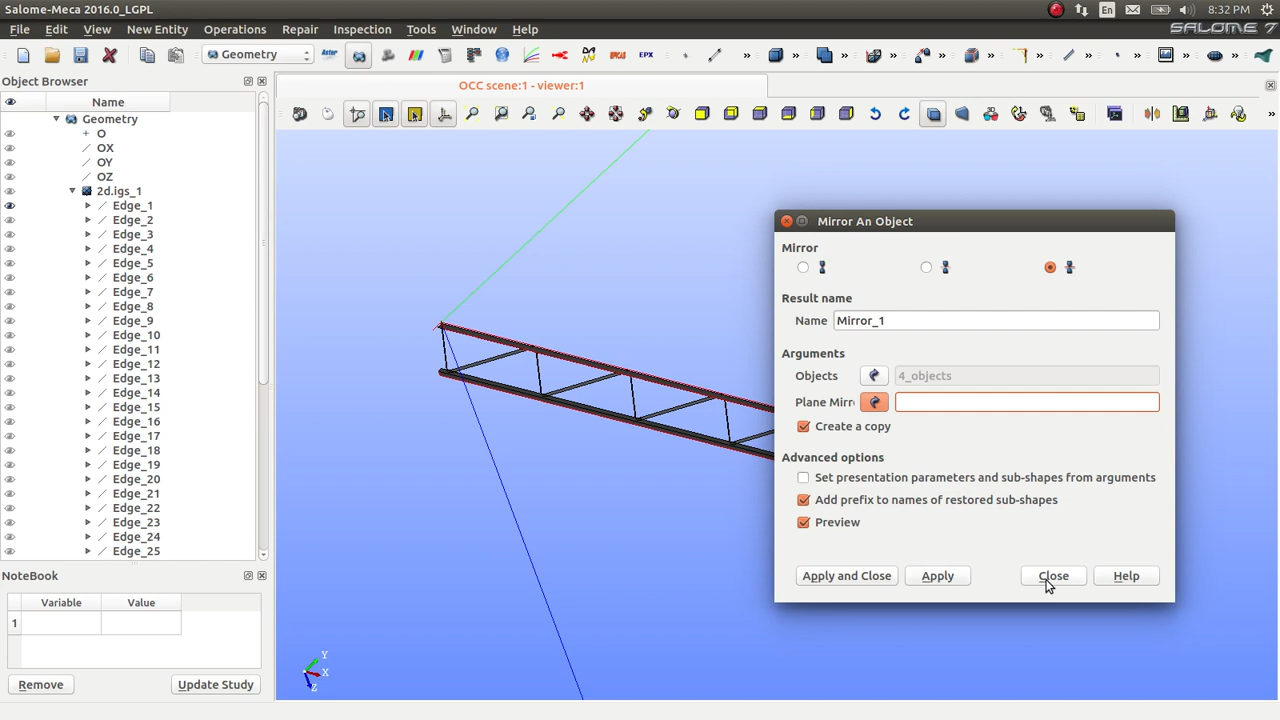 Salome-Meca 2016.0_LGPL
En
8:32 PM
File Edit View New Entity Operations Repair Inspection Tools Window Help
SALOME 7
Geometry
Aster
EFICAS
EPX
»
Object Browser
Name
Geometry
O
OX
OY
OZ
2d.igs_1
Edge_1
Edge_2
Edge_3
Edge_4
Edge_5
Edge_6
Edge_7
Edge_8
Edge_9
Edge_10
Edge_11
Edge_12
Edge_13
Edge_14
Edge_15
Edge_16
Edge_17
Edge_18
Edge_19
Edge_20
Edge_21
Edge_22
Edge_23
Edge_24
Edge_25
NoteBook
Variable Value
1
Remove Update Study
OCC scene:1 - viewer:1
Y
X
Z
Mirror An Object
Mirror
Result name
Name Mirror_1
Arguments
Objects 4_objects
Plane Mirr
Create a copy
Advanced options
Set presentation parameters and sub-shapes from arguments
Add prefix to names of restored sub-shapes
Preview
Apply and Close Apply Close Help